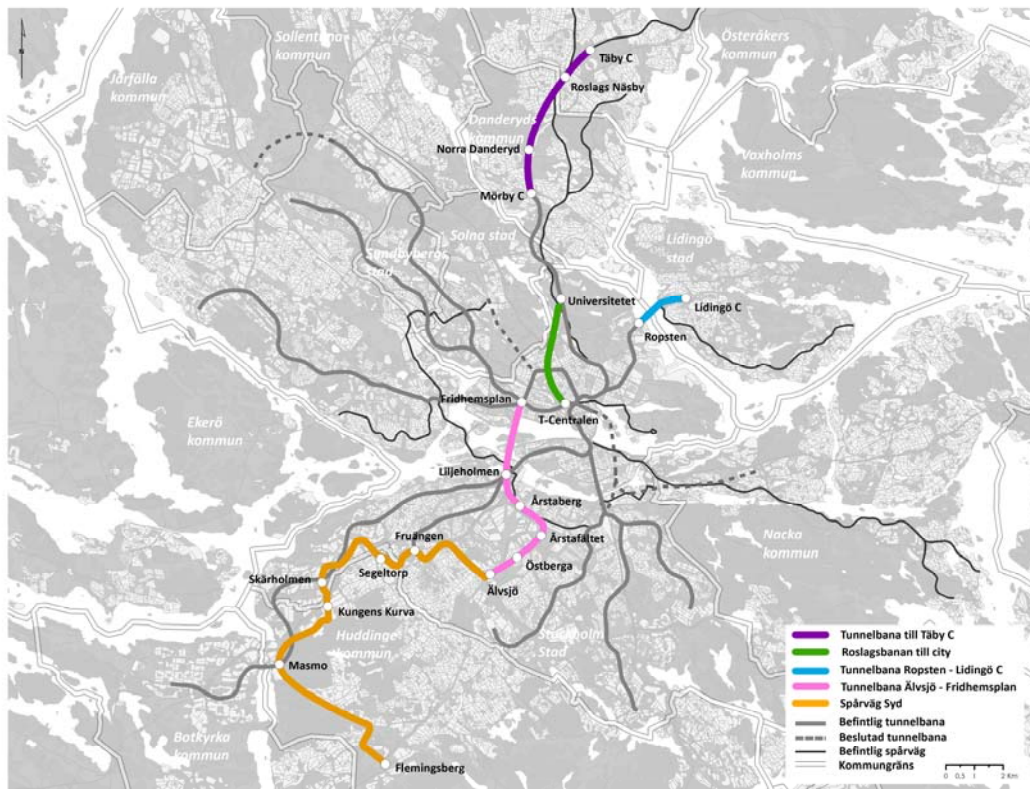 Österåkers
kommun
Sollentuna
kommun
Täby C
Järfälla
kommun
Roslags Näsby
Danderyds
kommun
Norra Danderyd
Vaxholms
kommun
Mörby C
Solna stad
Lidingö
stad
Sundbybergs
stad
Universitetet
Lidingö C
Ropsten
Fridhemsplan
T-Centralen
Ekerö
kommun
Liljeholmen
Årstaberg
Fruängen
Årstafältet
Nacka
kommun
Segeltorp
Östberga
Skärholmen
Älvsjö
Kungens Kurva
Huddinge
kommun
Stockholm
Stad
Masmo
Botkyrka
kommun
Flemingsberg
Tunnelbana till Täby C
Roslagsbanan till city
Tunnelbana Ropsten - Lidingö C
Tunnelbana Älvsjö - Fridhemsplan
Spårväg Syd
Befintlig tunnelbana
Beslutad tunnelbana
Befintlig spårväg
Kommungräns
0 0,5 1 2 Km